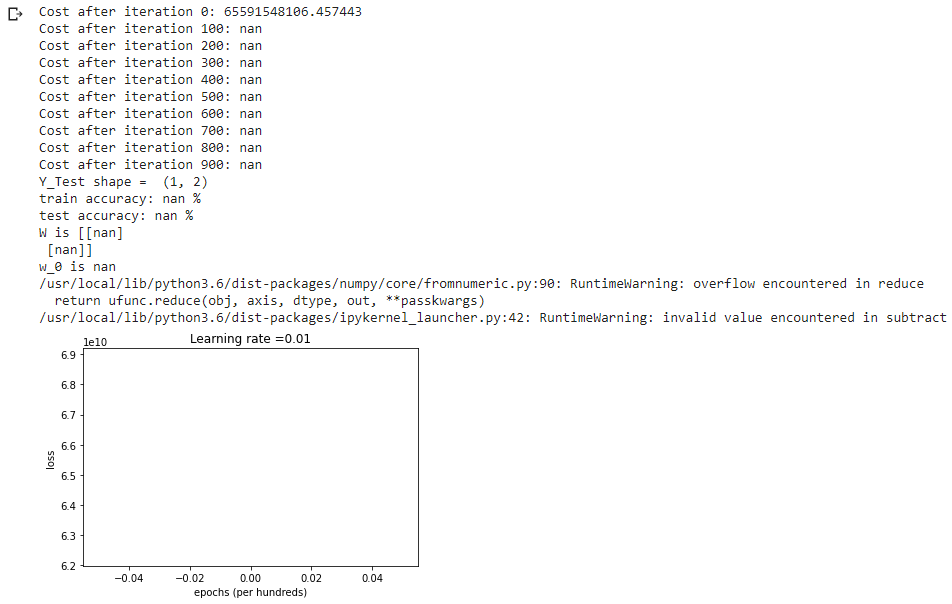 Cost after iteration 0: 65591548106.457443
Cost after iteration 100: nan
Cost after iteration 200: nan
Cost after iteration 300: nan
Cost after iteration 400: nan
Cost after iteration 500: nan
Cost after iteration 600: nan
Cost after iteration 700: nan
Cost after iteration 800: nan
Cost after iteration 900: nan
Y_Test shape =  (1, 2)
train accuracy: nan %
test accuracy: nan %
W is [[nan]
 [nan]]
w_0 is nan
/usr/local/lib/python3.6/dist-packages/numpy/core/fromnumeric.py:90: RuntimeWarning: overflow encountered in reduce
  return ufunc.reduce(obj, axis, dtype, out, **passkwargs)
/usr/local/lib/python3.6/dist-packages/ipykernel_launcher.py:42: RuntimeWarning: invalid value encountered in subtract
Learning rate =0.01
1e10
6.9
6.8
6.7
6.6
6.5
6.4
6.3
6.2
loss
−0.04 −0.02 0.00 0.02 0.04
epochs (per hundreds)